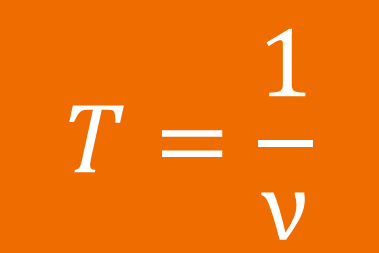 T = 1/ν